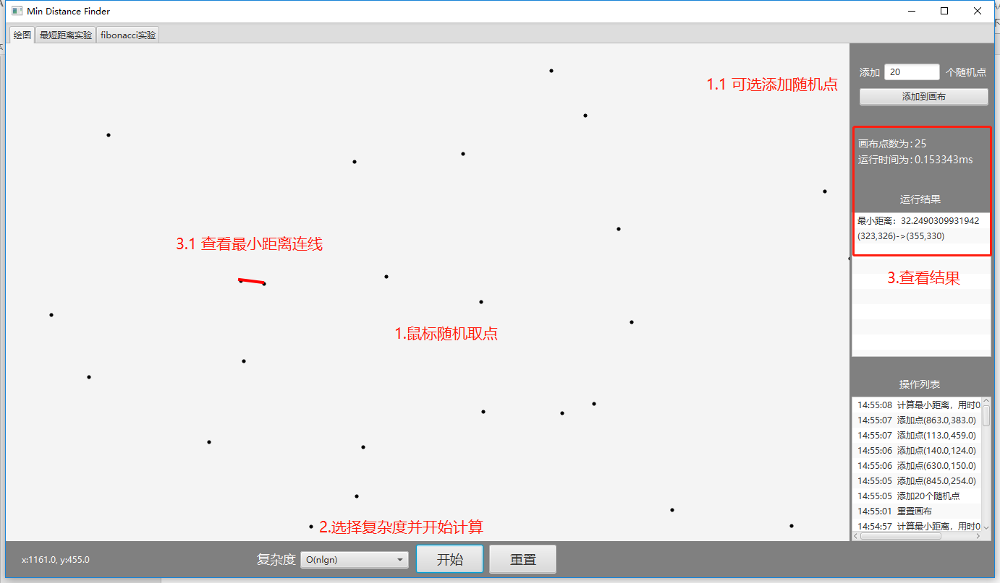 Min Distance Finder
绘图
最短距离实验
fibonacci实验
1.1 可选添加随机点
添加 20 个随机点
添加到画布
画布点数为:25
运行时间为:0.153343ms
运行结果
最小距离：32.2490309931942
(323,326)->(355,330)
3.查看结果
3.1 查看最小距离连线
1.鼠标随机取点
操作列表
14:55:08 计算最小距离，用时0
14:55:07 添加点(863.0,383.0)
14:55:07 添加点(113.0,459.0)
14:55:06 添加点(140.0,124.0)
14:55:06 添加点(630.0,150.0)
14:55:05 添加点(845.0,254.0)
14:55:05 添加20个随机点
14:55:01 重置画布
14:54:57 计算最小距离，用时0
2.选择复杂度并开始计算
x:1161.0, y:455.0
复杂度 O(nlgn)
开始
重置